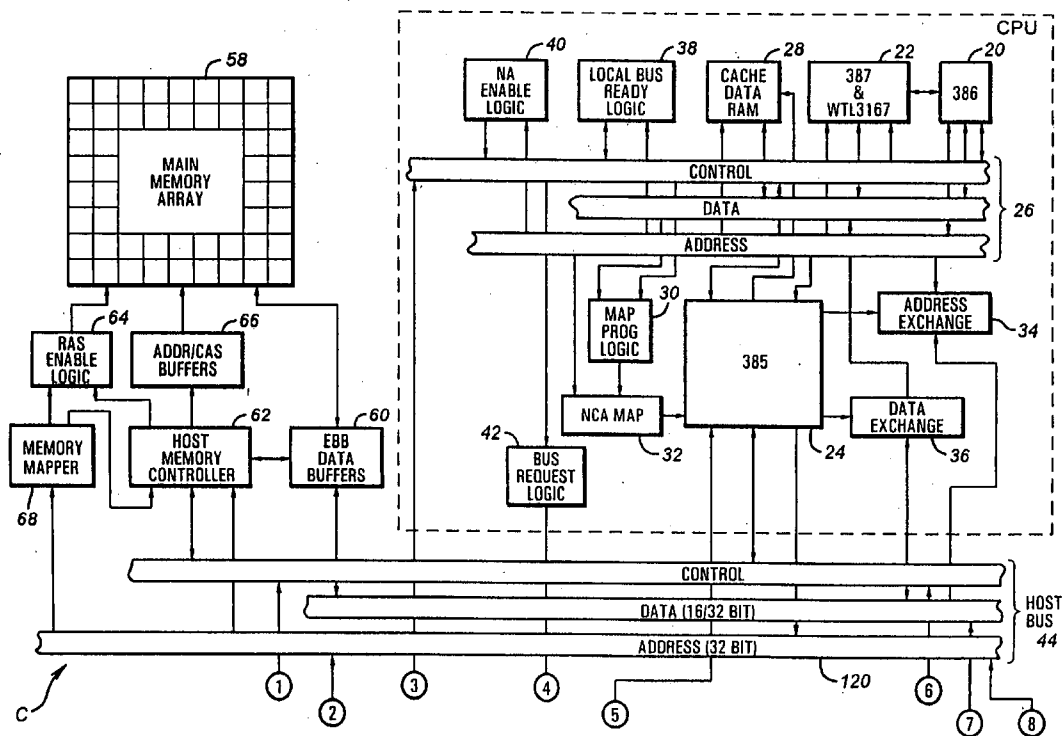 CPU
40
38
28
22
20
58
NA
ENABLE
LOGIC
LOCAL BUS
READY
LOGIC
CACHE
DATA
RAM
387
&
WTL3167
386
MAIN
MEMORY
ARRAY
CONTROL
DATA
26
ADDRESS
64
66
30
MAP
PROG
LOGIC
385
ADDRESS
EXCHANGE
34
RAS
ENABLE
LOGIC
ADDR/CAS
BUFFERS
62
60
NCA MAP
32
24
DATA
EXCHANGE
36
MEMORY
MAPPER
68
HOST
MEMORY
CONTROLLER
EBB
DATA
BUFFERS
42
BUS
REQUEST
LOGIC
CONTROL
DATA (16/32 BIT)
HOST
BUS
44
ADDRESS (32 BIT)
120
C
1
2
3
4
5
6
7
8